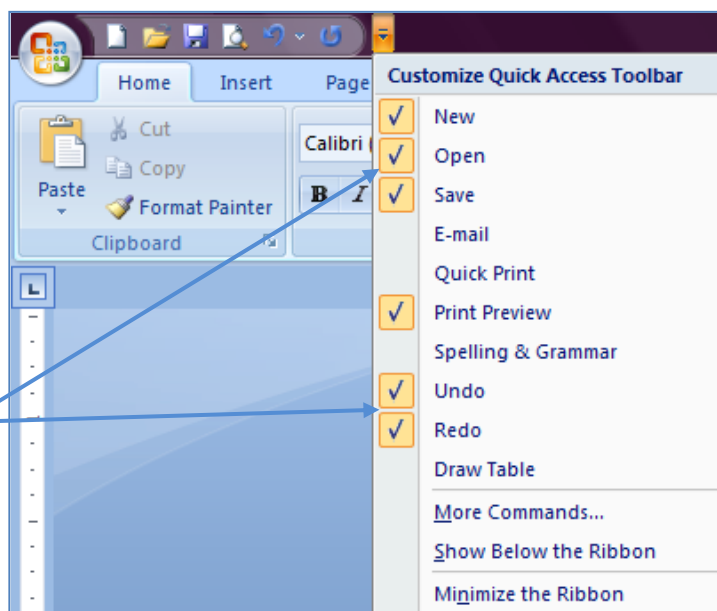 Home Insert Page
Customize Quick Access Toolbar
Cut
Copy
Paste
Format Painter
Clipboard
Calibri (
B I
New
Open
Save
E-mail
Quick Print
Print Preview
Spelling & Grammar
Undo
Redo
Draw Table
More Commands...
Show Below the Ribbon
Minimize the Ribbon